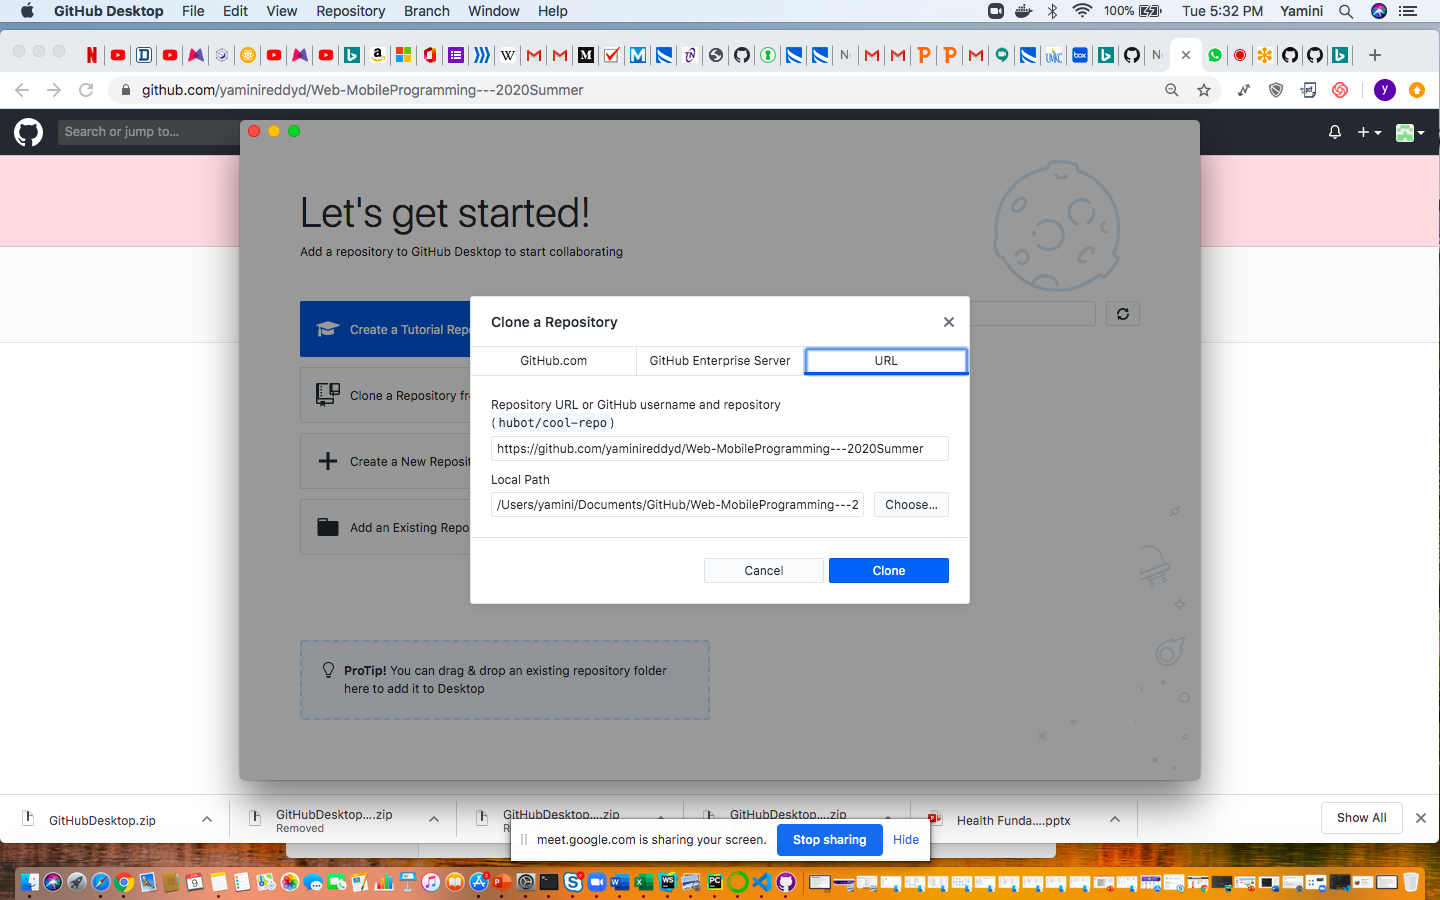 GitHub Desktop File Edit View Repository Branch Window Help 100% Tue 5:32 PM Yamini
github.com/yaminireddyd/Web-MobileProgramming---2020Summer
Search or jump to...
Let's get started!
Add a repository to GitHub Desktop to start collaborating
Create a Tutorial Repo
Clone a Repository fr
Create a New Reposit
Add an Existing Repo
Clone a Repository
GitHub.com GitHub Enterprise Server URL
Repository URL or GitHub username and repository
(hubot/cool-repo)
https://github.com/yaminireddyd/Web-MobileProgramming---2020Summer
Local Path
/Users/yamini/Documents/GitHub/Web-MobileProgramming---2 Choose...
Cancel Clone
ProTip! You can drag & drop an existing repository folder
here to add it to Desktop
GitHubDesktop.zip GitHubDesktop....zip GitHubDesktop....zip GitHubDesktop....zip Health Funda....pptx Show All
Removed
meet.google.com is sharing your screen. Stop sharing Hide